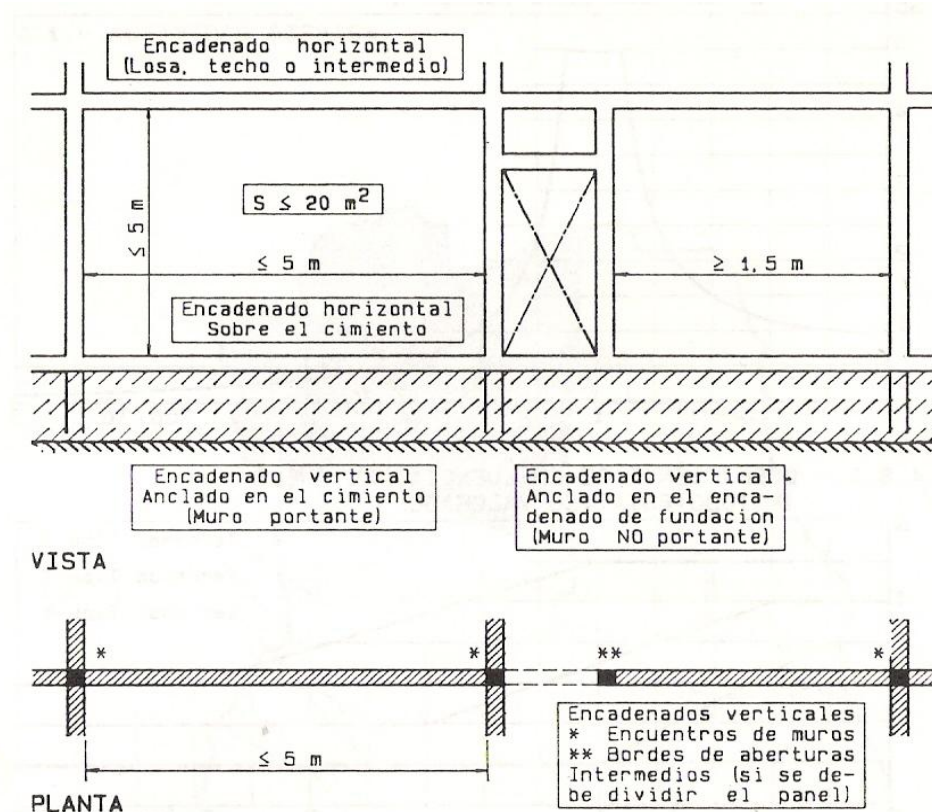 Encadenado horizontal
(Losa, techo o intermedio)
≤ 5 m
S ≤ 20 m²
≤ 5 m
≥ 1,5 m
Encadenado horizontal
Sobre el cimiento
Encadenado vertical
Anclado en el cimiento
(Muro portante)
Encadenado vertical
Anclado en el enca-
denado de fundacion
(Muro NO portante)
VISTA
*
*
**
*
≤ 5 m
Encadenados verticales
* Encuentros de muros
** Bordes de aberturas
Intermedios (si se de-
be dividir el panel)
PLANTA